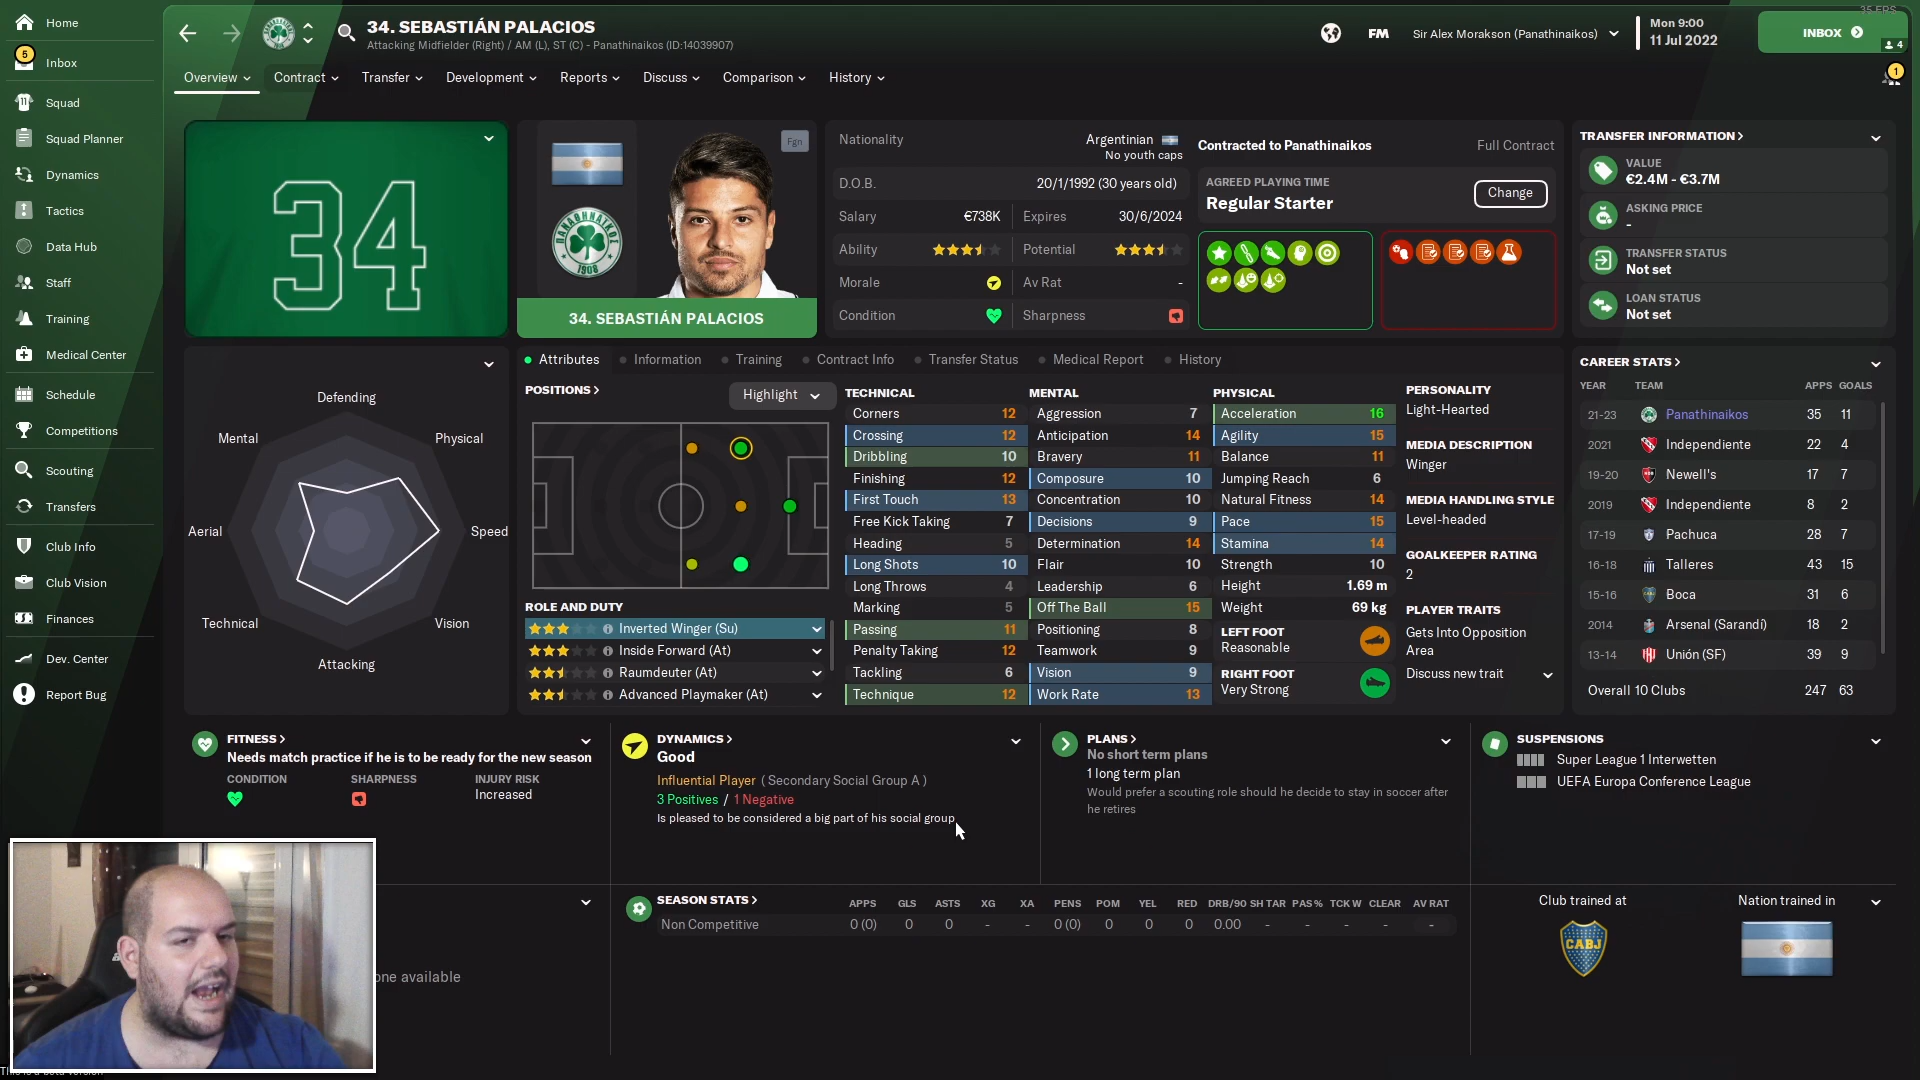 35 FPS
Home
5
Inbox
Squad
Squad Planner
Dynamics
Tactics
Data Hub
Staff
Training
Medical Center
Schedule
Competitions
Scouting
Transfers
Club Info
Club Vision
Finances
Dev. Center
Report Bug
34. SEBASTIÁN PALACIOS
Attacking Midfielder (Right) / AM (L), ST (C) - Panathinaikos (ID:14039907)
FM
Sir Alex Morakson (Panathinaikos)
Mon 9:00
11 Jul 2022
INBOX
4
1
Overview
Contract
Transfer
Development
Reports
Discuss
Comparison
History
34
ΠΑΝΑΘΗΝΑΪΚΟΣ
1908
Fgn
34. SEBASTIÁN PALACIOS
Nationality Argentinian
No youth caps
D.O.B. 20/1/1992 (30 years old)
Salary €738K Expires 30/6/2024
Ability Potential
Morale Av Rat -
Condition Sharpness
Contracted to Panathinaikos Full Contract
AGREED PLAYING TIME
Regular Starter
Change
TRANSFER INFORMATION
VALUE
€2.4M - €3.7M
ASKING PRICE
-
TRANSFER STATUS
Not set
LOAN STATUS
Not set
Defending
Physical
Speed
Vision
Attacking
Technical
Aerial
Mental
Attributes
Information
Training
Contract Info
Transfer Status
Medical Report
History
POSITIONS
Highlight
ROLE AND DUTY
Inverted Winger (Su)
Inside Forward (At)
Raumdeuter (At)
Advanced Playmaker (At)
TECHNICAL
Corners 12
Crossing 12
Dribbling 10
Finishing 12
First Touch 13
Free Kick Taking 7
Heading 5
Long Shots 10
Long Throws 4
Marking 5
Passing 11
Penalty Taking 12
Tackling 6
Technique 12
MENTAL
Aggression 7
Anticipation 14
Bravery 11
Composure 10
Concentration 10
Decisions 9
Determination 14
Flair 10
Leadership 6
Off The Ball 15
Positioning 8
Teamwork 9
Vision 9
Work Rate 13
PHYSICAL
Acceleration 16
Agility 15
Balance 11
Jumping Reach 6
Natural Fitness 14
Pace 15
Stamina 14
Strength 10
Height 1.69 m
Weight 69 kg
LEFT FOOT
Reasonable
RIGHT FOOT
Very Strong
PERSONALITY
Light-Hearted
MEDIA DESCRIPTION
Winger
MEDIA HANDLING STYLE
Level-headed
GOALKEEPER RATING
2
PLAYER TRAITS
Gets Into Opposition
Area
Discuss new trait
CAREER STATS
YEAR TEAM APPS GOALS
21-23 Panathinaikos 35 11
2021 Independiente 22 4
19-20 Newell's 17 7
2019 Independiente 8 2
17-19 Pachuca 28 7
16-18 Talleres 43 15
15-16 Boca 31 6
2014 Arsenal (Sarandí) 18 2
13-14 Unión (SF) 39 9
Overall 10 Clubs 247 63
FITNESS
Needs match practice if he is to be ready for the new season
CONDITION SHARPNESS INJURY RISK
Increased
DYNAMICS
Good
Influential Player ( Secondary Social Group A )
3 Positives / 1 Negative
Is pleased to be considered a big part of his social group
PLANS
No short term plans
1 long term plan
Would prefer a scouting role should he decide to stay in soccer after
he retires
SUSPENSIONS
Super League 1 Interwetten
UEFA Europa Conference League
one available
SEASON STATS APPS GLS ASTS XG XA PENS POM YEL RED DRB/90 SH TAR PAS% TCK W CLEAR AV RAT
Non Competitive 0 (0) 0 0 - - 0 (0) 0 0 0 0.00 - - - - -
Club trained at
CABJ
Nation trained in
This is a beta version